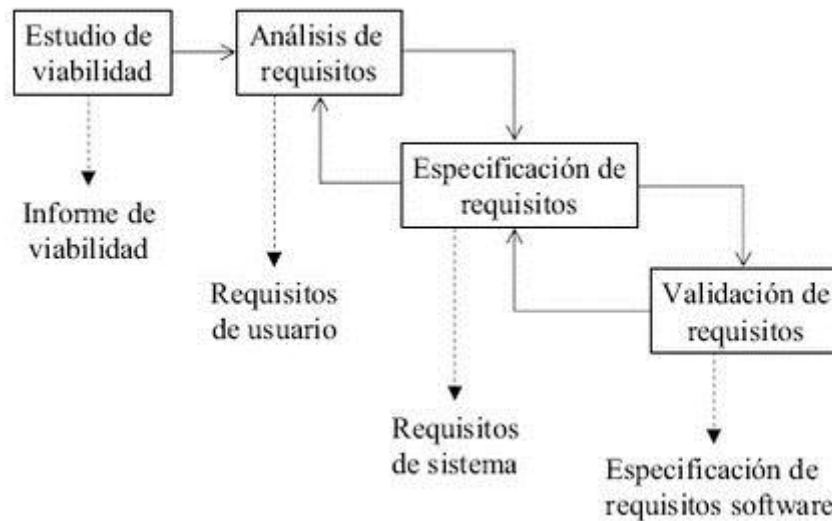 Estudio de
viabilidad
Análisis de
requisitos
Especificación de
requisitos
Informe de
viabilidad
Validación de
requisitos
Requisitos
de usuario
Requisitos
de sistema
Especificación de
requisitos software